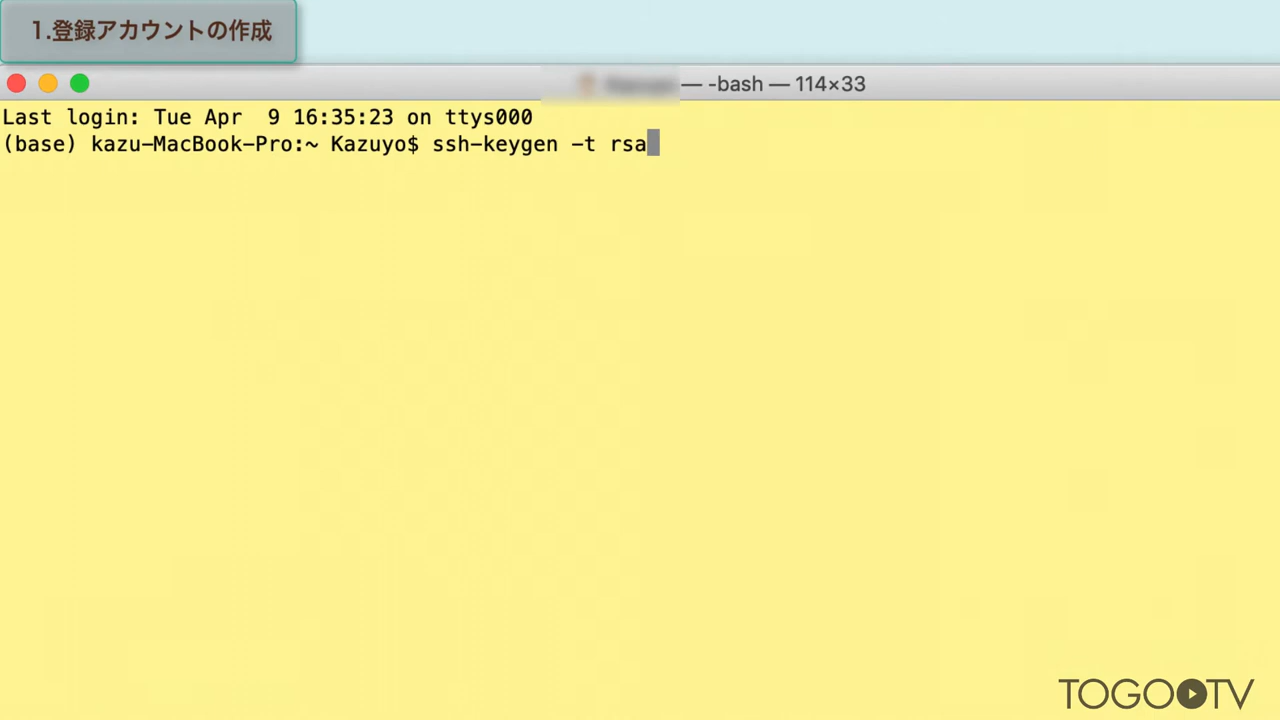 1.登録アカウントの作成
— -bash — 114×33
Last login: Tue Apr  9 16:35:23 on ttys000
(base) kazu-MacBook-Pro:~ Kazuyo$ ssh-keygen -t rsa
TOGO TV